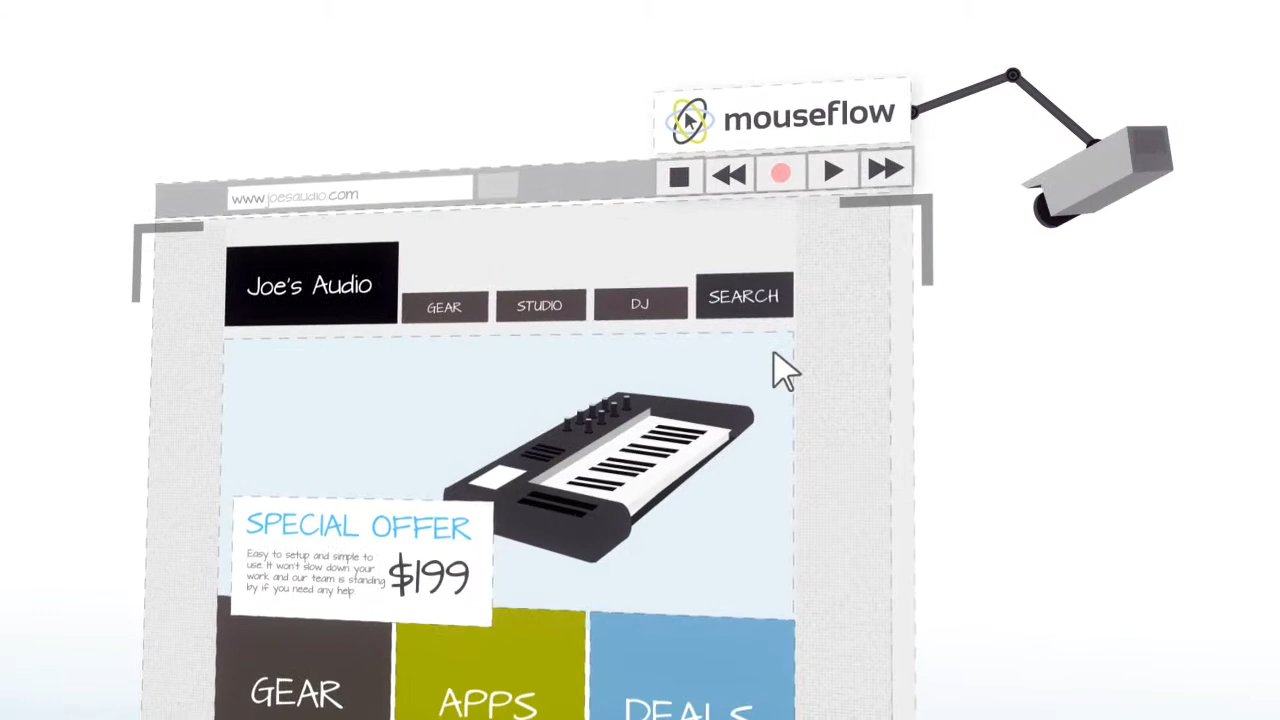 mouseflow
www.joesaudio.com
Joe's Audio
GEAR
STUDIO
DJ
SEARCH
SPECIAL OFFER
Easy to setup and simple to
use. It won't slow down your
work and our team is standing
by if you need any help.
$199
GEAR
APPS
DEALS